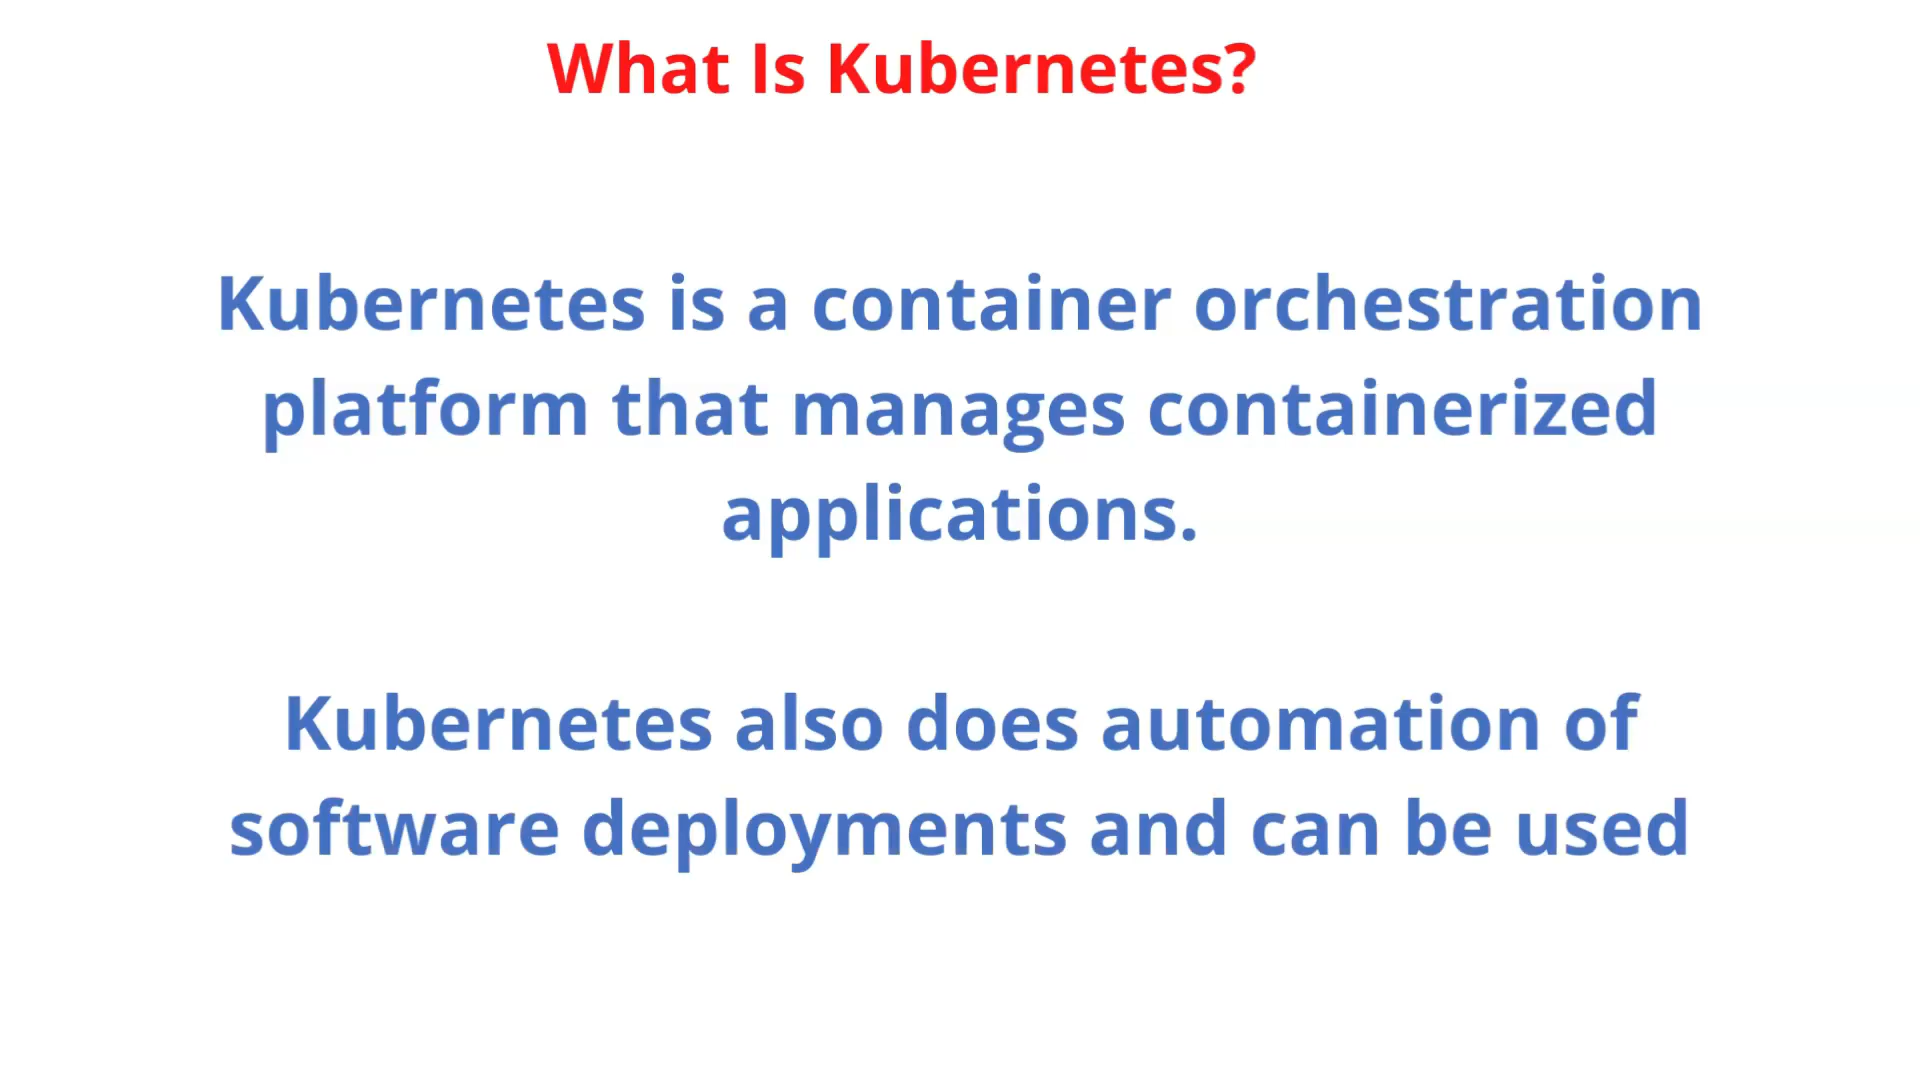 What Is Kubernetes?
Kubernetes is a container orchestration
platform that manages containerized
applications.
Kubernetes also does automation of
software deployments and can be used